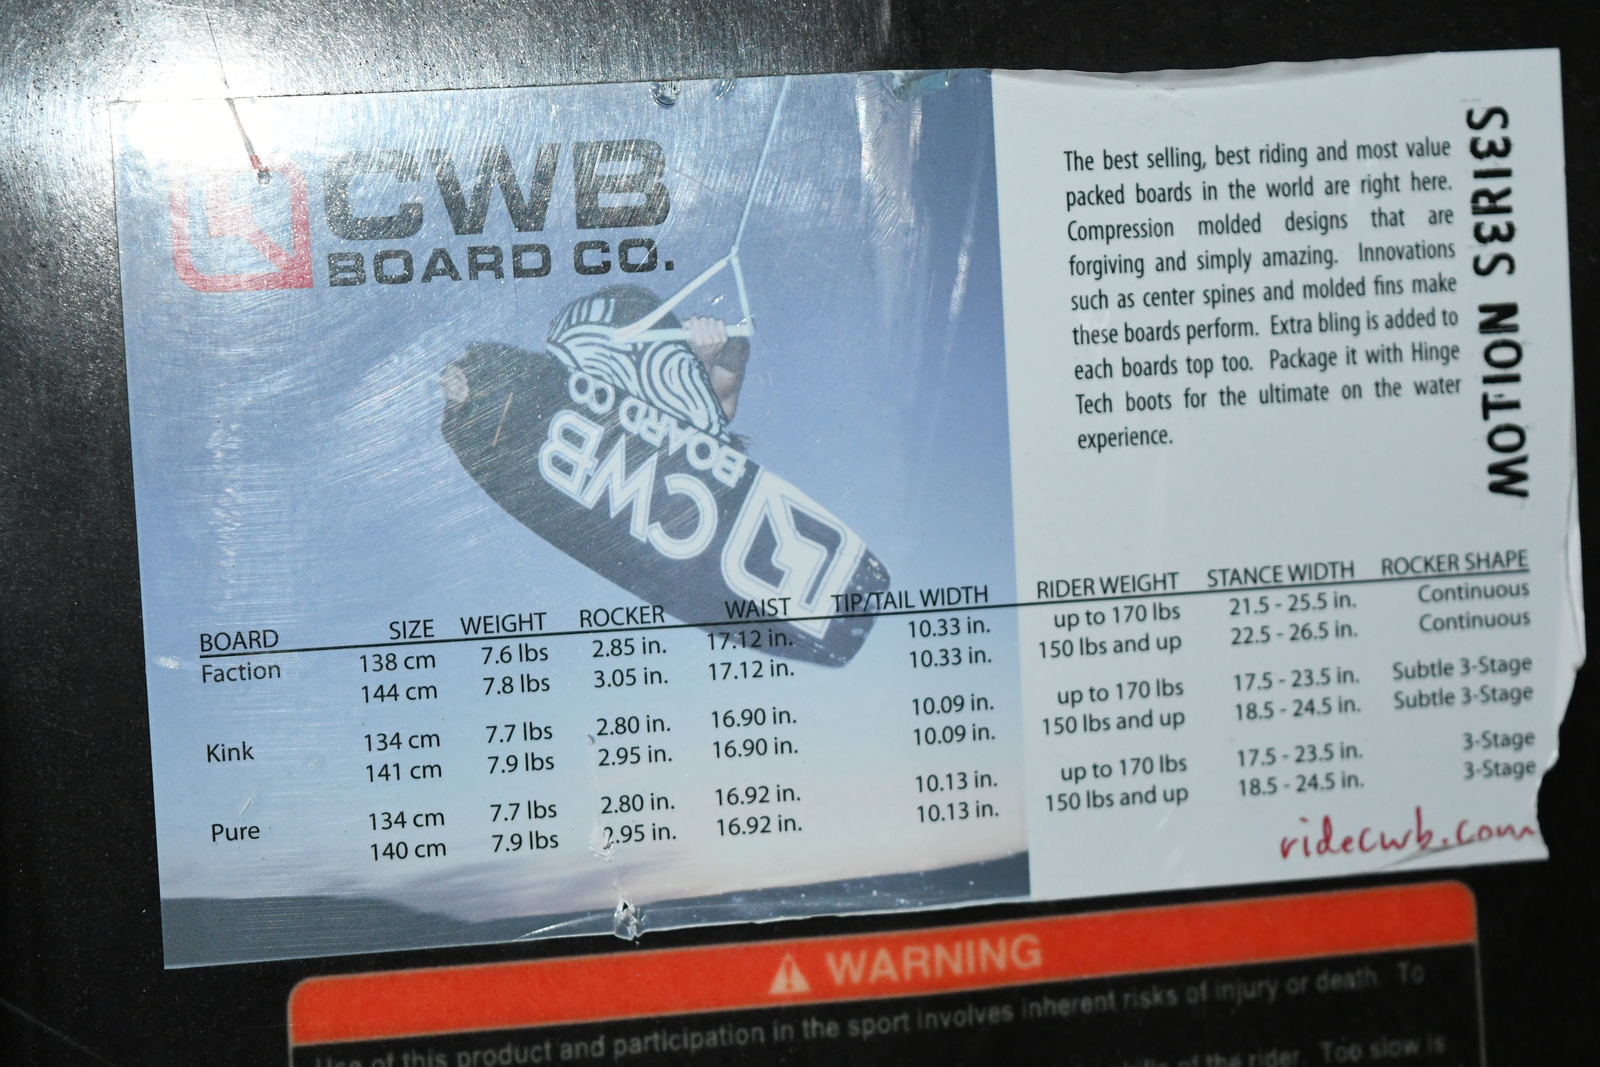 CWB
BOARD CO.
The best selling, best riding and most value
packed boards in the world are right here.
Compression molded designs that are
forgiving and simply amazing. Innovations
such as center spines and molded fins make
these boards perform. Extra bling is added to
each boards top too. Package it with Hinge
Tech boots for the ultimate on the water
experience.
MOTION SERIES
CWB
BOARD CO
BOARD SIZE WEIGHT ROCKER WAIST TIP/TAIL WIDTH RIDER WEIGHT STANCE WIDTH ROCKER SHAPE
Faction 138 cm 7.6 lbs 2.85 in. 17.12 in. 10.33 in. up to 170 lbs 21.5 - 25.5 in. Continuous
144 cm 7.8 lbs 3.05 in. 17.12 in. 10.33 in. 150 lbs and up 22.5 - 26.5 in. Continuous
Kink 134 cm 7.7 lbs 2.80 in. 16.90 in. 10.09 in. up to 170 lbs 17.5 - 23.5 in. Subtle 3-Stage
141 cm 7.9 lbs 2.95 in. 16.90 in. 10.09 in. 150 lbs and up 18.5 - 24.5 in. Subtle 3-Stage
Pure 134 cm 7.7 lbs 2.80 in. 16.92 in. 10.13 in. up to 170 lbs 17.5 - 23.5 in. 3-Stage
140 cm 7.9 lbs 2.95 in. 16.92 in. 10.13 in. 150 lbs and up 18.5 - 24.5 in. 3-Stage
ridecwb.com
WARNING
Use of this product and participation in the sport involves inherent risks of injury or death. To
of the rider. Too slow is